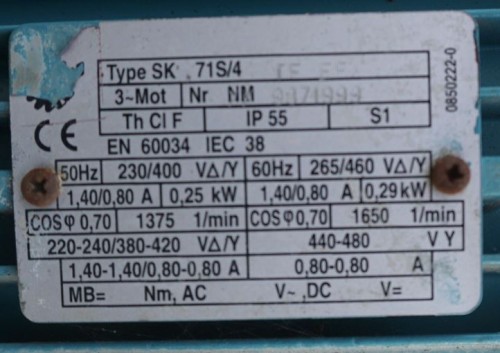 Type SK 71S/4
3~Mot Nr NM
Th Cl F IP 55 S1
CE EN 60034 IEC 38
50Hz 230/400 VΔ/Y 60Hz 265/460 VΔ/Y
1,40/0,80 A 0,25 kW 1,40/0,80 A 0,29 kW
COSφ 0,70 1375 1/min COSφ 0,70 1650 1/min
220-240/380-420 VΔ/Y 440-480 V Y
1,40-1,40/0,80-0,80 A 0,80-0,80 A
MB= Nm, AC V~ ,DC V=
0850222-0